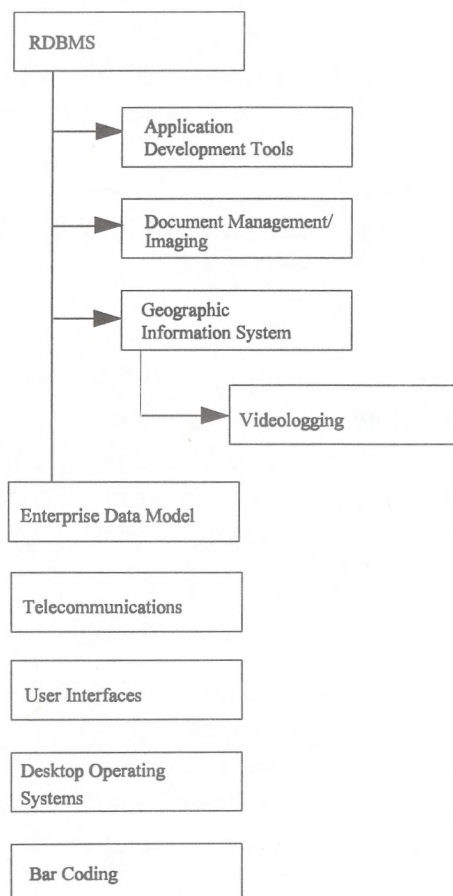 RDBMS
Application
Development Tools
Document Management/
Imaging
Geographic
Information System
Videologging
Enterprise Data Model
Telecommunications
User Interfaces
Desktop Operating
Systems
Bar Coding